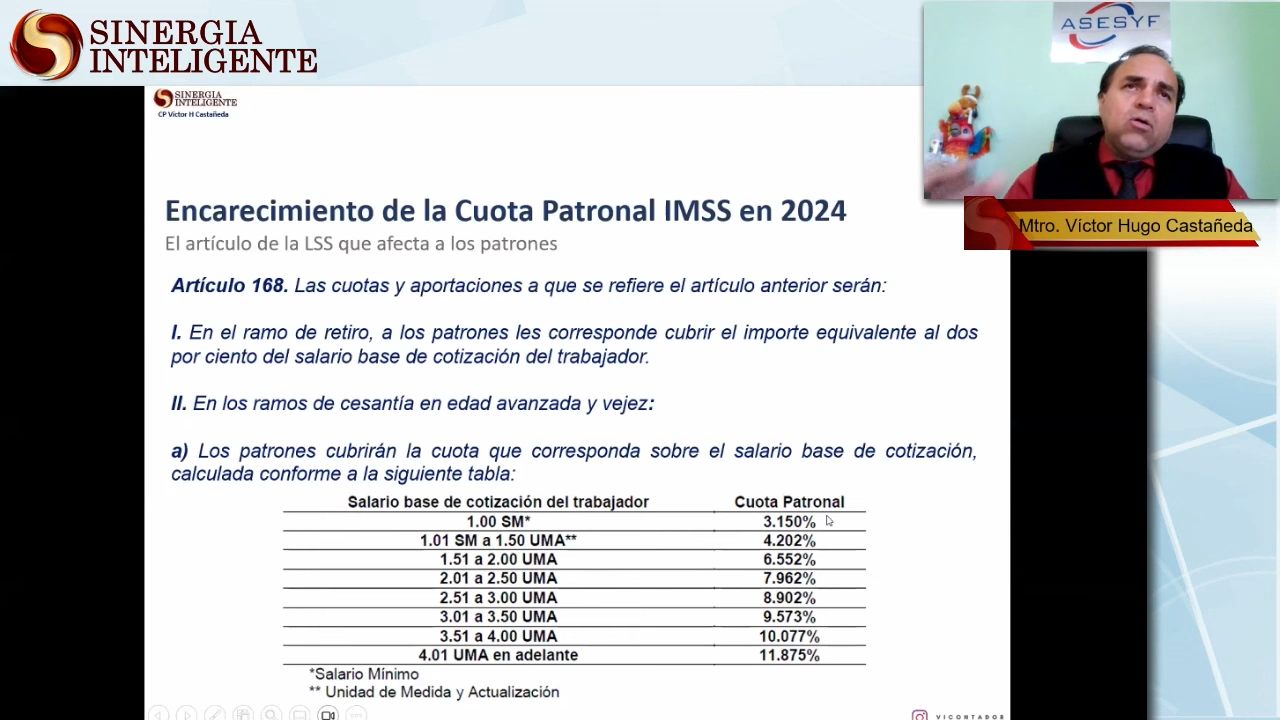 SINERGIA
INTELIGENTE
ASESYF
Mtro. Víctor Hugo Castañeda
SINERGIA
INTELIGENTE
CP Víctor H Castañeda
Encarecimiento de la Cuota Patronal IMSS en 2024
El artículo de la LSS que afecta a los patrones
Artículo 168. Las cuotas y aportaciones a que se refiere el artículo anterior serán:
I. En el ramo de retiro, a los patrones les corresponde cubrir el importe equivalente al dos
por ciento del salario base de cotización del trabajador.
II. En los ramos de cesantía en edad avanzada y vejez:
a) Los patrones cubrirán la cuota que corresponda sobre el salario base de cotización,
calculada conforme a la siguiente tabla:
Salario base de cotización del trabajador Cuota Patronal
1.00 SM* 3.150%
1.01 SM a 1.50 UMA** 4.202%
1.51 a 2.00 UMA 6.552%
2.01 a 2.50 UMA 7.962%
2.51 a 3.00 UMA 8.902%
3.01 a 3.50 UMA 9.573%
3.51 a 4.00 UMA 10.077%
4.01 UMA en adelante 11.875%
*Salario Mínimo
** Unidad de Medida y Actualización
VICONTADOR